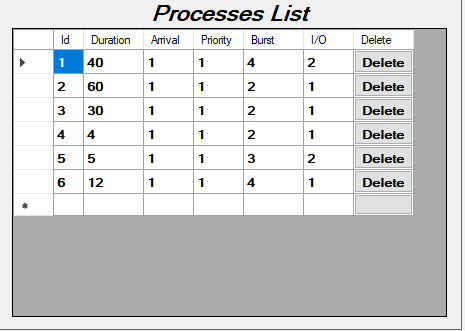 Processes List
Id Duration Arrival Priority Burst I/O Delete
1 40 1 1 4 2 Delete
2 60 1 1 2 1 Delete
3 30 1 1 2 1 Delete
4 4 1 1 2 1 Delete
5 5 1 1 3 2 Delete
6 12 1 1 4 1 Delete